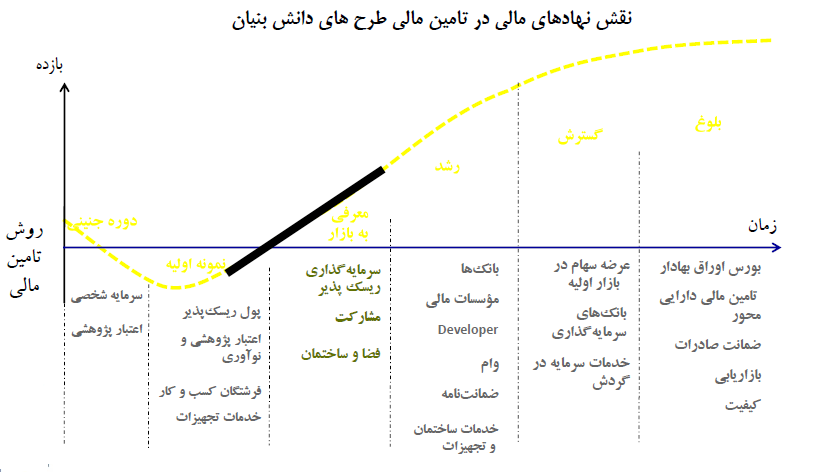 نقش نهادهای مالی در تامین مالی طرح های دانش بنیان
بازده
بلوغ
گسترش
رشد
معرفی
به بازار
نمونه اولیه
دوره جنینی
زمان
روش
تامین
مالی
سرمایه شخصی
اعتبار پژوهشی
پول ریسک‌پذیر
اعتبار پژوهشی و
نوآوری
فرشتگان کسب و کار
خدمات تجهیزات
سرمایه‌گذاری
ریسک پذیر
مشارکت
فضا و ساختمان
بانک‌ها
مؤسسات مالی
Developer
وام
ضمانت‌نامه
خدمات ساختمان
و تجهیزات
عرضه سهام در
بازار اولیه
بانک‌های
سرمایه‌گذاری
خدمات سرمایه در
گردش
بورس اوراق بهادار
تامین مالی دارایی
محور
ضمانت صادرات
بازاریابی
کیفیت